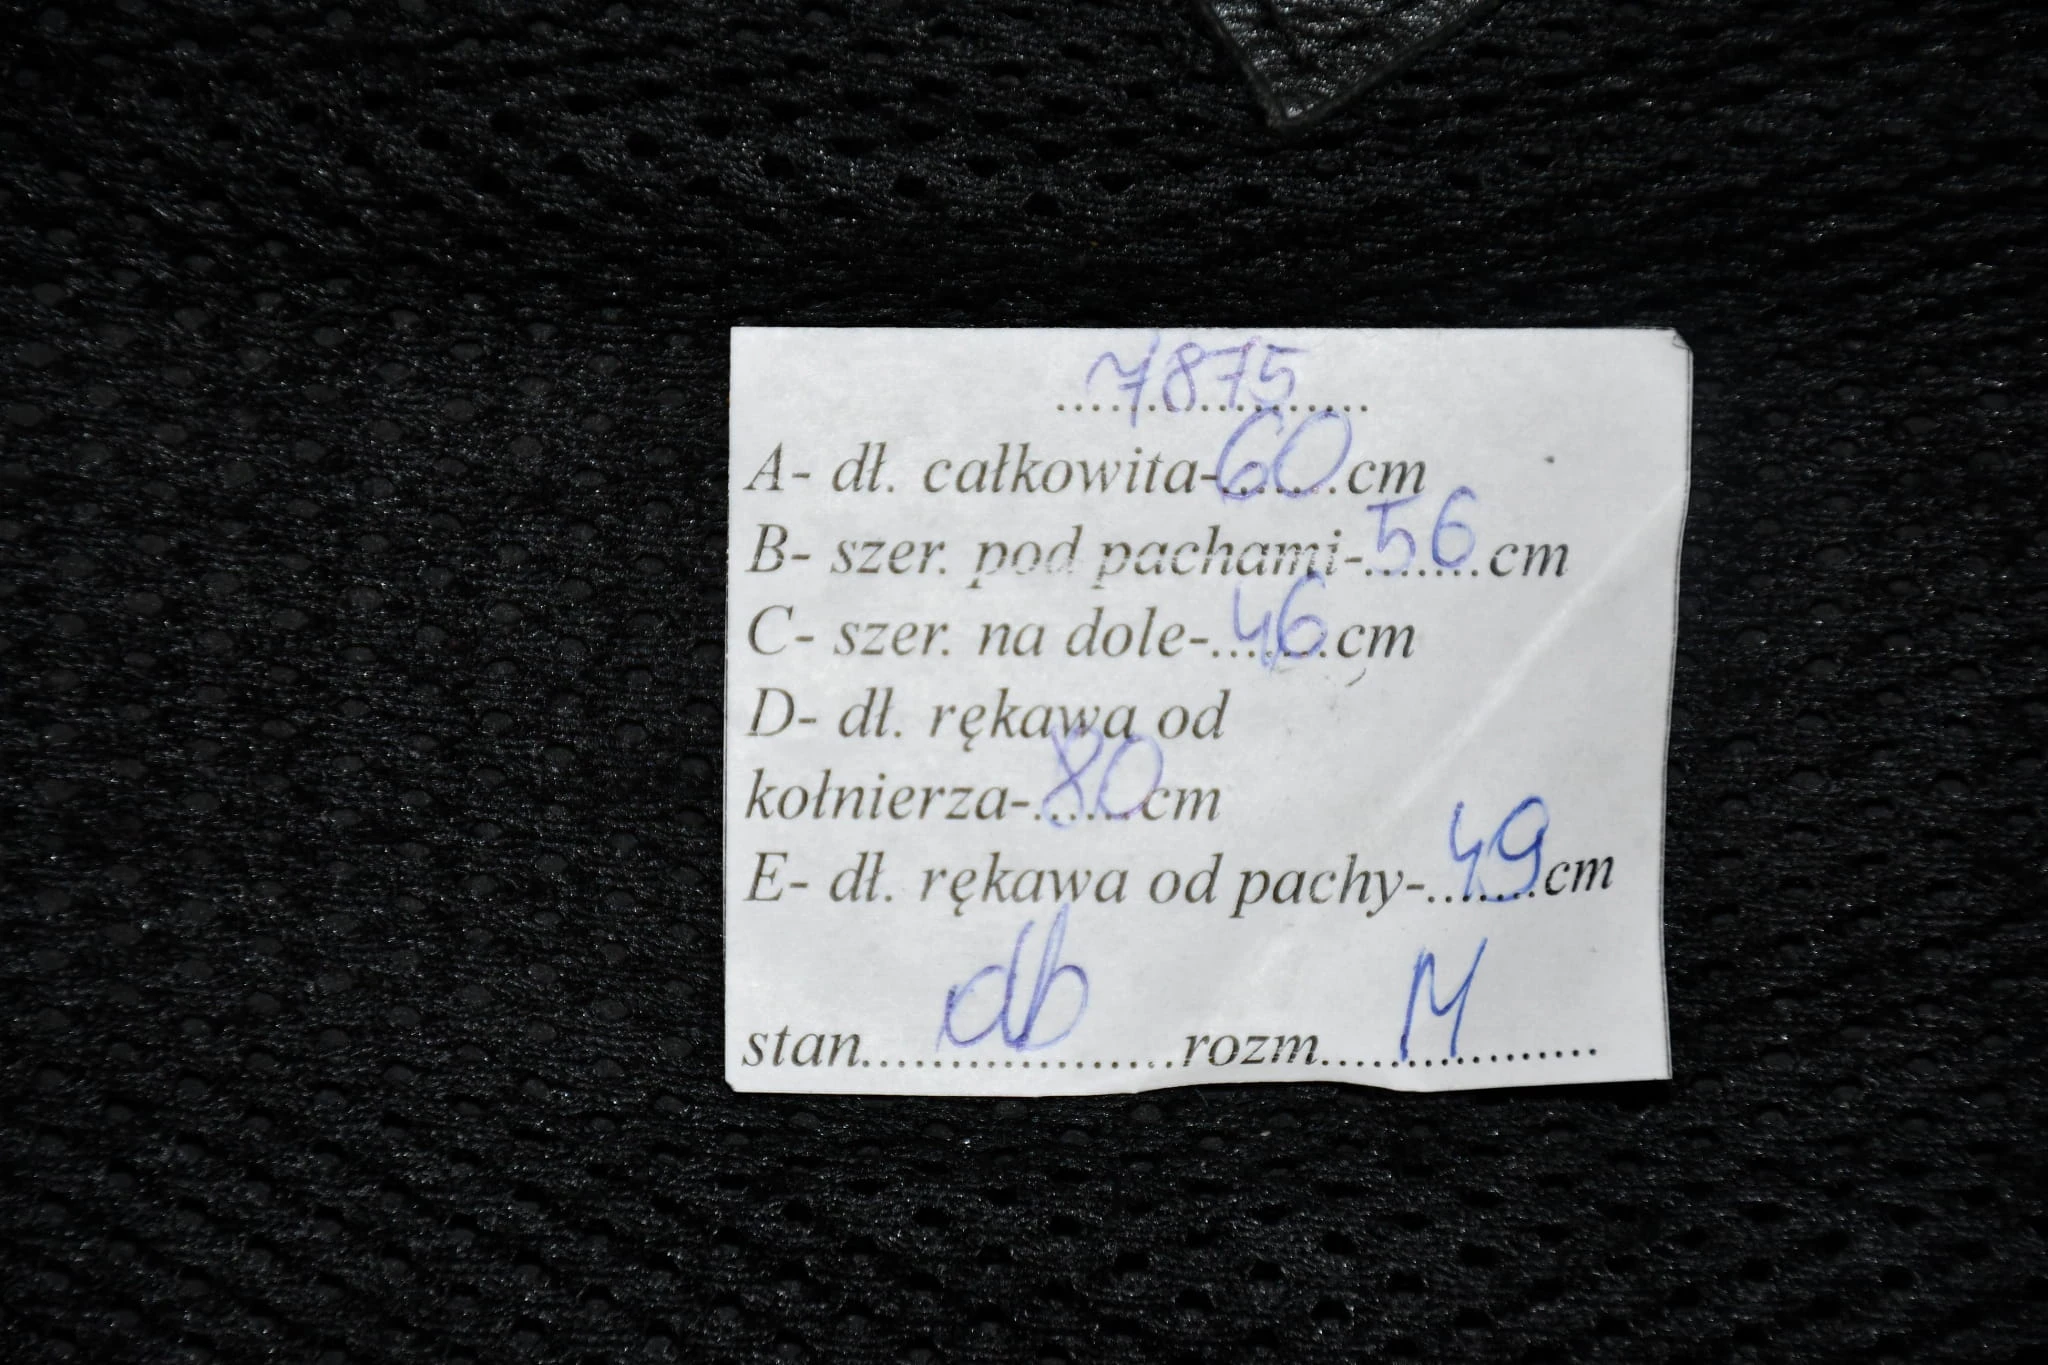 7875
A- dł. całkowita-60cm
B- szer. pod pachami-56cm
C- szer. na dole-46cm
D- dł. rękawa od
kołnierza-80cm
E- dł. rękawa od pachy-49cm
stan........db........rozm........M........